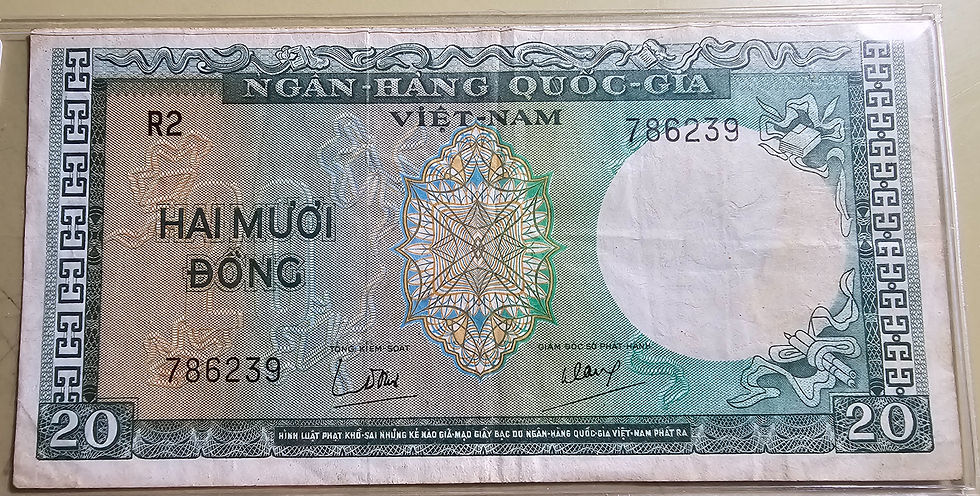 NGÂN-HÀNG QUỐC-GIA
VIỆT-NAM
R2
786239
HAI MƯƠI
ĐỒNG
TỔNG KIỂM-SOÁT
GIÁM ĐỐC SỞ PHÁT HÀNH
786239
20
HÌNH LUẬT PHẠT KHỔ-SAI NHỮNG KẺ NÀO GIẢ-MẠO GIẤY BẠC DO NGÂN-HÀNG QUỐC-GIA VIỆT-NAM PHÁT RA
20